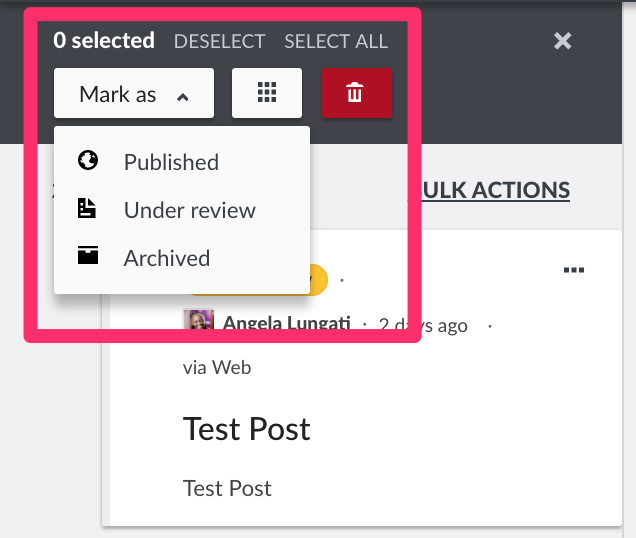 0 selected DESELECT SELECT ALL
Mark as
Published
Under review
Archived
ULK ACTIONS
Angela Lungati · 2 days ago ·
via Web
Test Post
Test Post